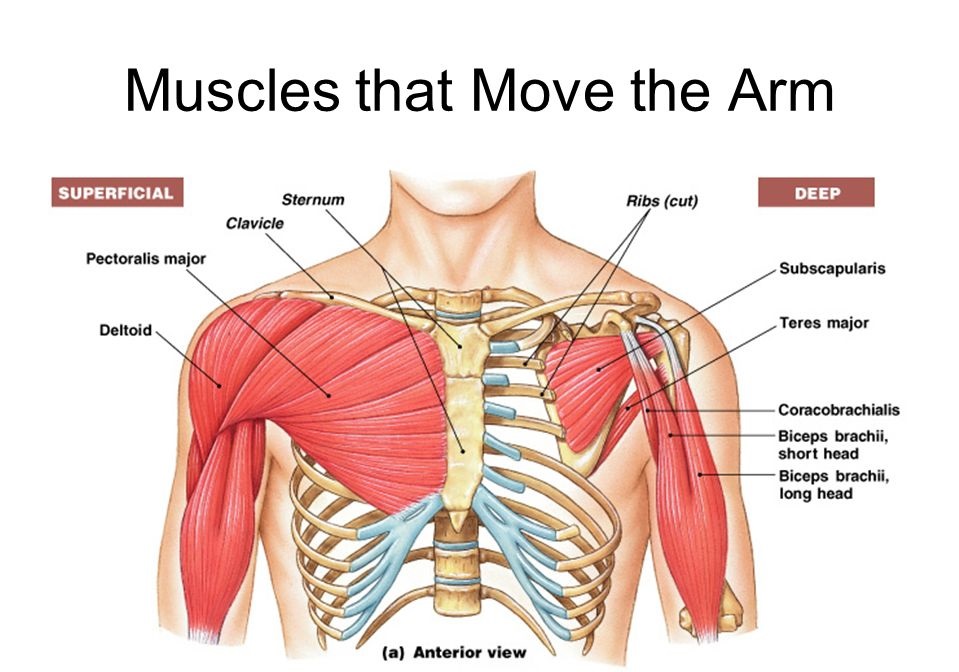 Muscles that Move the Arm
SUPERFICIAL
DEEP
Sternum
Clavicle
Pectoralis major
Deltoid
Ribs (cut)
Subscapularis
Teres major
Coracobrachialis
Biceps brachii,
short head
Biceps brachii,
long head
(a) Anterior view